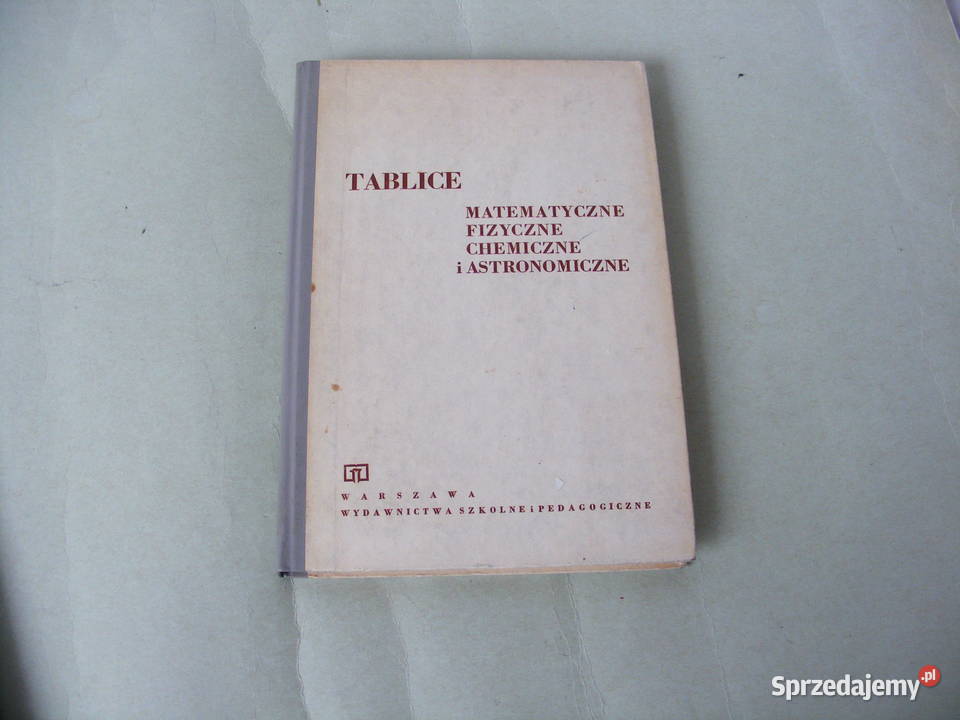 TABLICE
MATEMATYCZNE
FIZYCZNE
CHEMICZNE
i ASTRONOMICZNE
WARSZAWA
WYDAWNICTWA SZKOLNE i PEDAGOGICZNE
Sprzedajemy.pl